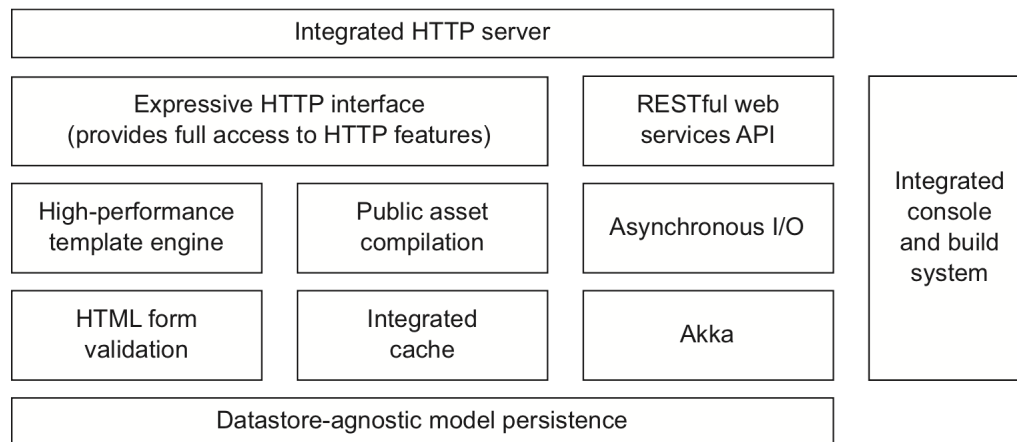 Integrated HTTP server
Expressive HTTP interface
(provides full access to HTTP features)
RESTful web
services API
Integrated
console
and build
system
High-performance
template engine
Public asset
compilation
Asynchronous I/O
HTML form
validation
Integrated
cache
Akka
Datastore-agnostic model persistence